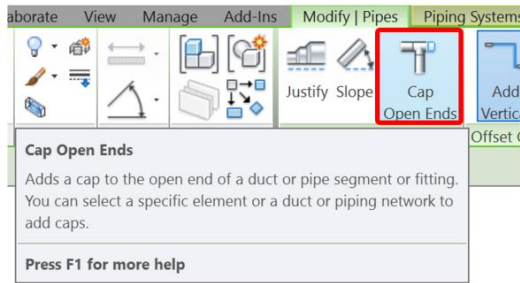 aborate View Manage Add-Ins Modify | Pipes Piping Systems
Justify Slope Cap Open Ends Add Vertica
Offset C
Cap Open Ends
Adds a cap to the open end of a duct or pipe segment or fitting.
You can select a specific element or a duct or piping network to
add caps.
Press F1 for more help